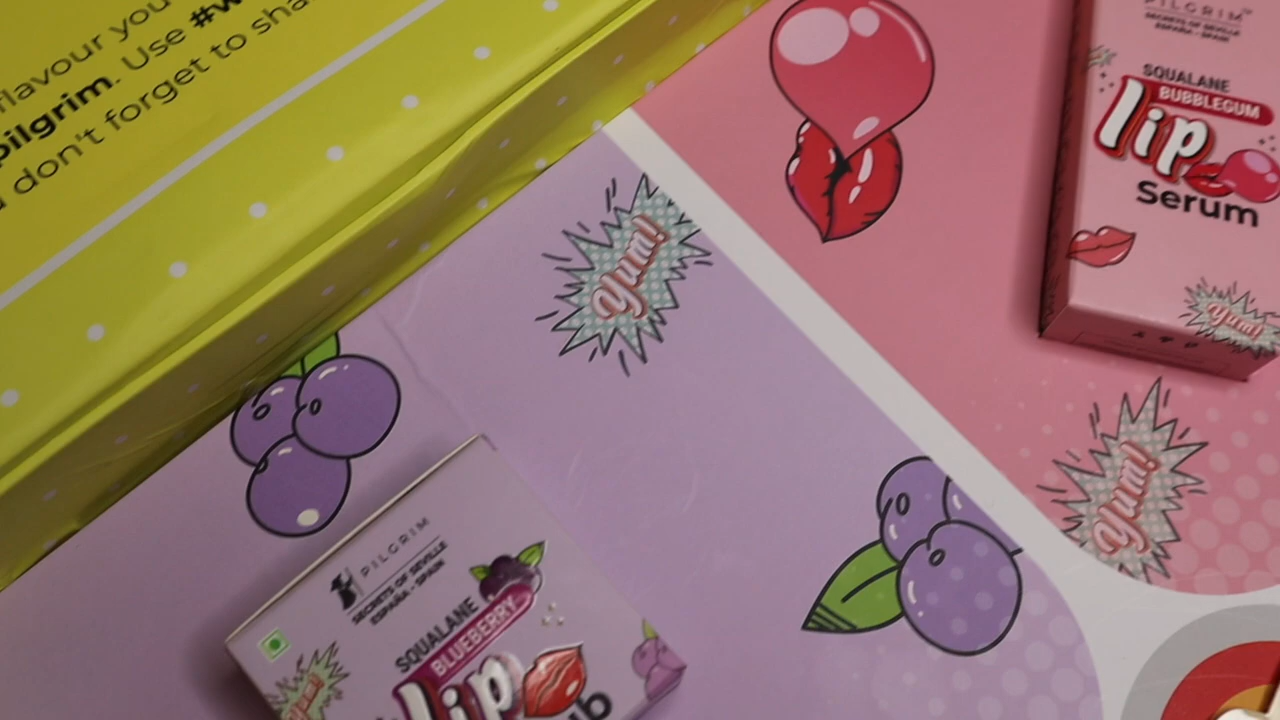 flavour you
pilgrim. Use #w
don't forget to sha
Yum!
PILGRIM
SECRETS OF SEVILLE
ESPAÑA - SPAIN
SQUALANE
BUBBLEGUM
lip
Serum
Yum!
Yum!
PILGRIM
SECRETS OF SEVILLE
ESPAÑA - SPAIN
SQUALANE
BLUEBERRY
lip
Yum!